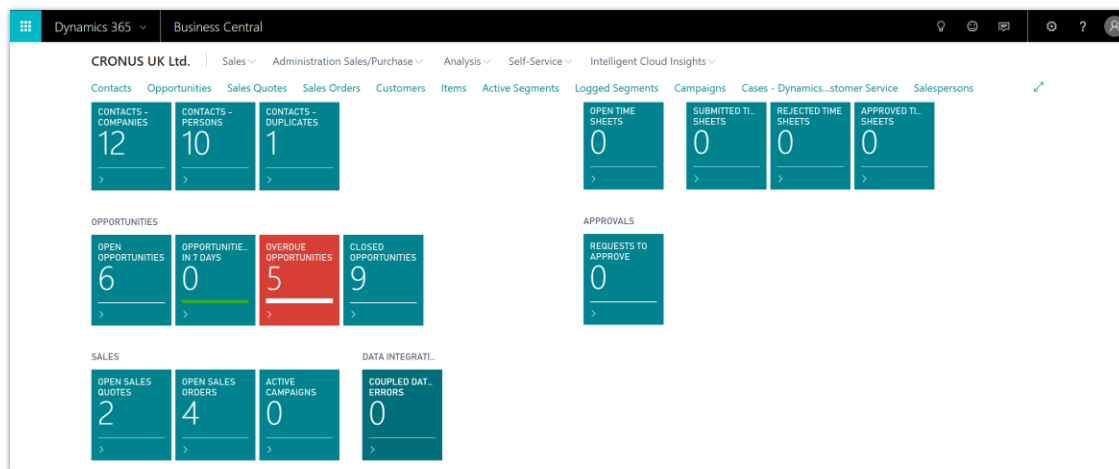 Dynamics 365
Business Central
?
CRONUS UK Ltd.
Sales
Administration Sales/Purchase
Analysis
Self-Service
Intelligent Cloud Insights
Contacts
Opportunities
Sales Quotes
Sales Orders
Customers
Items
Active Segments
Logged Segments
Campaigns
Cases - Dynamics...stomer Service
Salespersons
CONTACTS -
COMPANIES
12
CONTACTS -
PERSONS
10
CONTACTS -
DUPLICATES
1
OPEN TIME
SHEETS
0
SUBMITTED TI...
SHEETS
0
REJECTED TIME
SHEETS
0
APPROVED TI...
SHEETS
0
OPPORTUNITIES
OPEN
OPPORTUNITIES
6
OPPORTUNITIE...
IN 7 DAYS
0
OVERDUE
OPPORTUNITIES
5
CLOSED
OPPORTUNITIES
9
APPROVALS
REQUESTS TO
APPROVE
0
SALES
OPEN SALES
QUOTES
2
OPEN SALES
ORDERS
4
ACTIVE
CAMPAIGNS
0
DATA INTEGRATI...
COUPLED DAT...
ERRORS
0